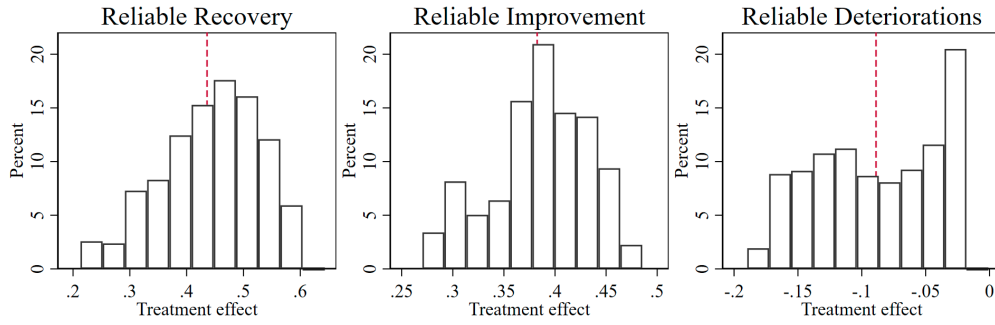 Reliable Recovery
Percent
20
15
10
5
0
.2 .3 .4 .5 .6
Treatment effect
Reliable Improvement
Percent
20
15
10
5
0
.25 .3 .35 .4 .45 .5
Treatment effect
Reliable Deteriorations
Percent
20
15
10
5
0
-.2 -.15 -.1 -.05 0
Treatment effect